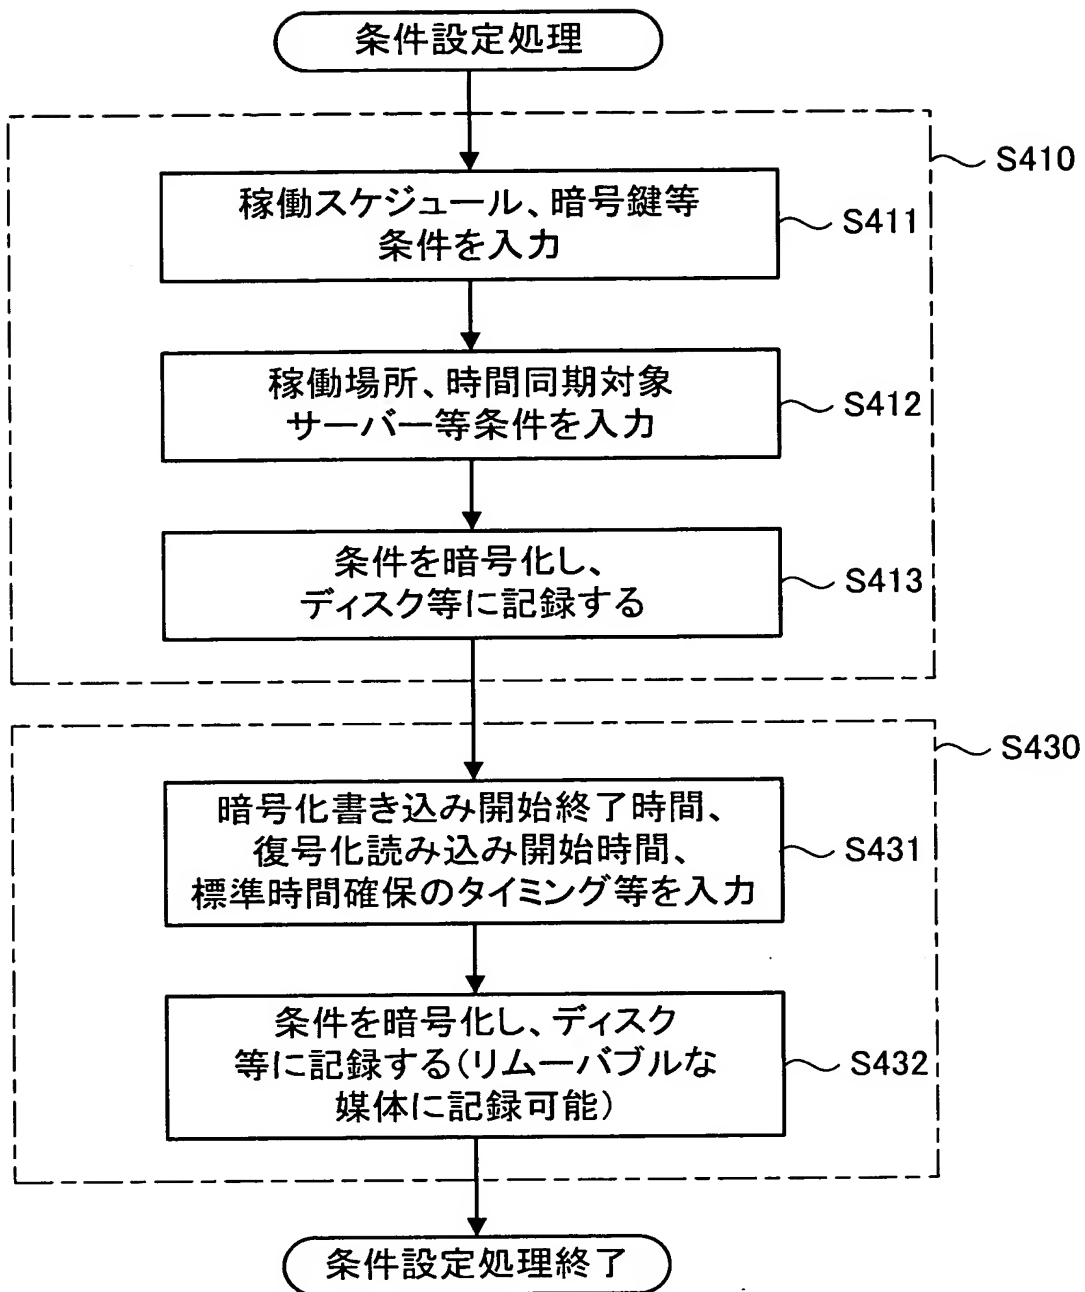 条件設定処理
S410
稼働スケジュール、暗号鍵等
条件を入力
S411
稼働場所、時間同期対象
サーバー等条件を入力
S412
条件を暗号化し、
ディスク等に記録する
S413
S430
暗号化書き込み開始終了時間、
復号化読み込み開始時間、
標準時間確保のタイミング等を入力
S431
条件を暗号化し、ディスク
等に記録する(リムーバブルな
媒体に記録可能)
S432
条件設定処理終了